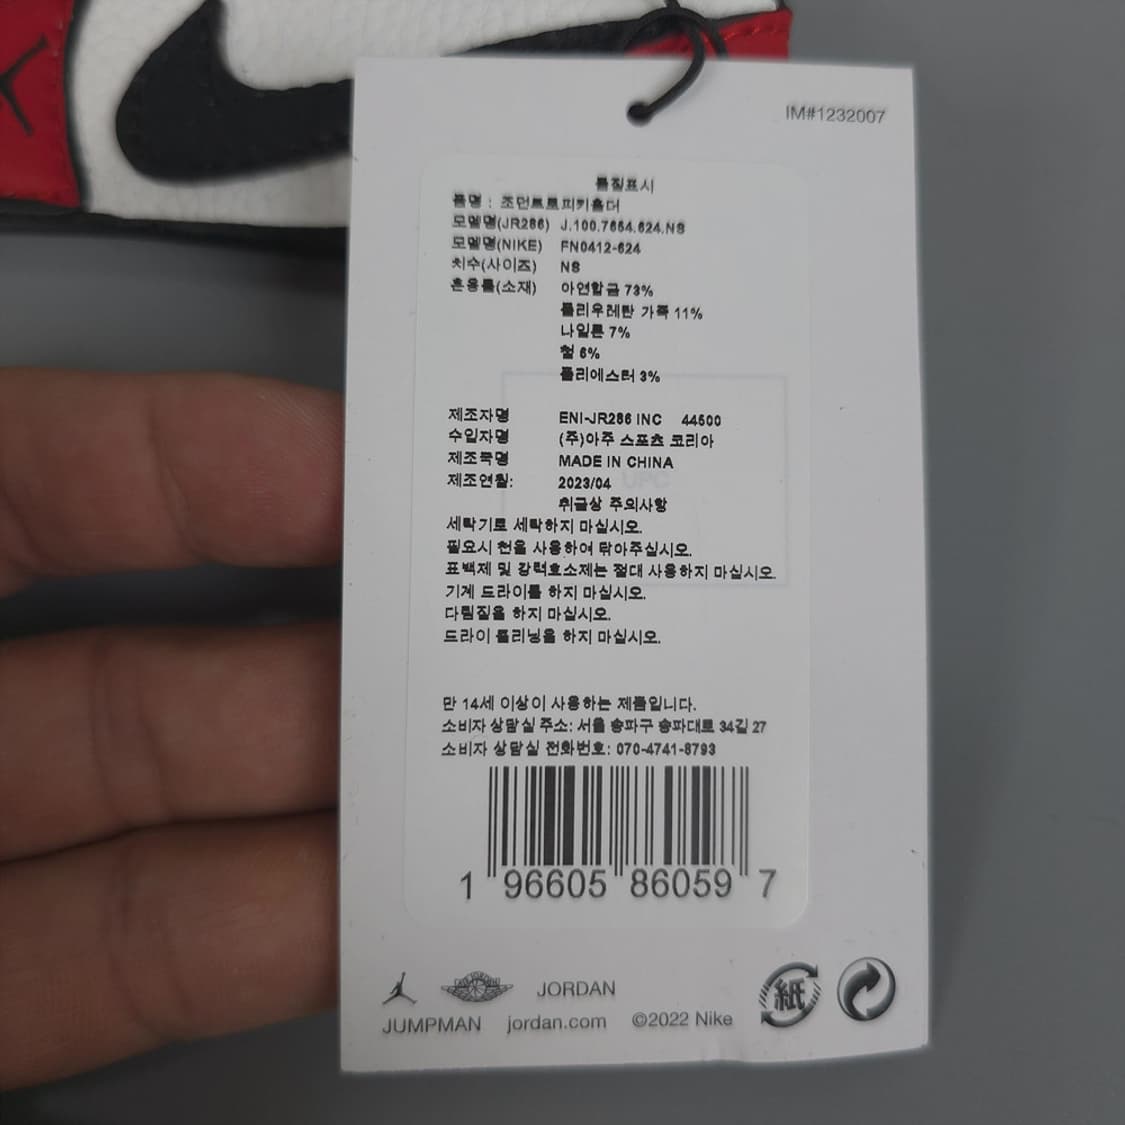 IM#1232007
품질표시
품명 : 조던트로피키홀더
모델명(JR286) J.100.7654.624.NS
모델명(NIKE) FN0412-624
치수(사이즈) NS
혼용률(소재) 아연합금 73%
폴리우레탄 가죽 11%
나일론 7%
철 6%
폴리에스터 3%
제조자명 ENI-JR286 INC 44500
수입자명 (주)아주 스포츠 코리아
제조국명 MADE IN CHINA
제조연월: 2023/04
UPC
취급상 주의사항
세탁기로 세탁하지 마십시오.
필요시 천을 사용하여 닦아주십시오.
표백제 및 강력효소제는 절대 사용하지 마십시오.
기계 드라이를 하지 마십시오.
다림질을 하지 마십시오.
드라이 클리닝을 하지 마십시오.
만 14세 이상이 사용하는 제품입니다.
소비자 상담실 주소: 서울 송파구 송파대로 34길 27
소비자 상담실 전화번호: 070-4741-8793
1 96605 86059 7
JORDAN
JUMPMAN jordan.com ©2022 Nike
紙